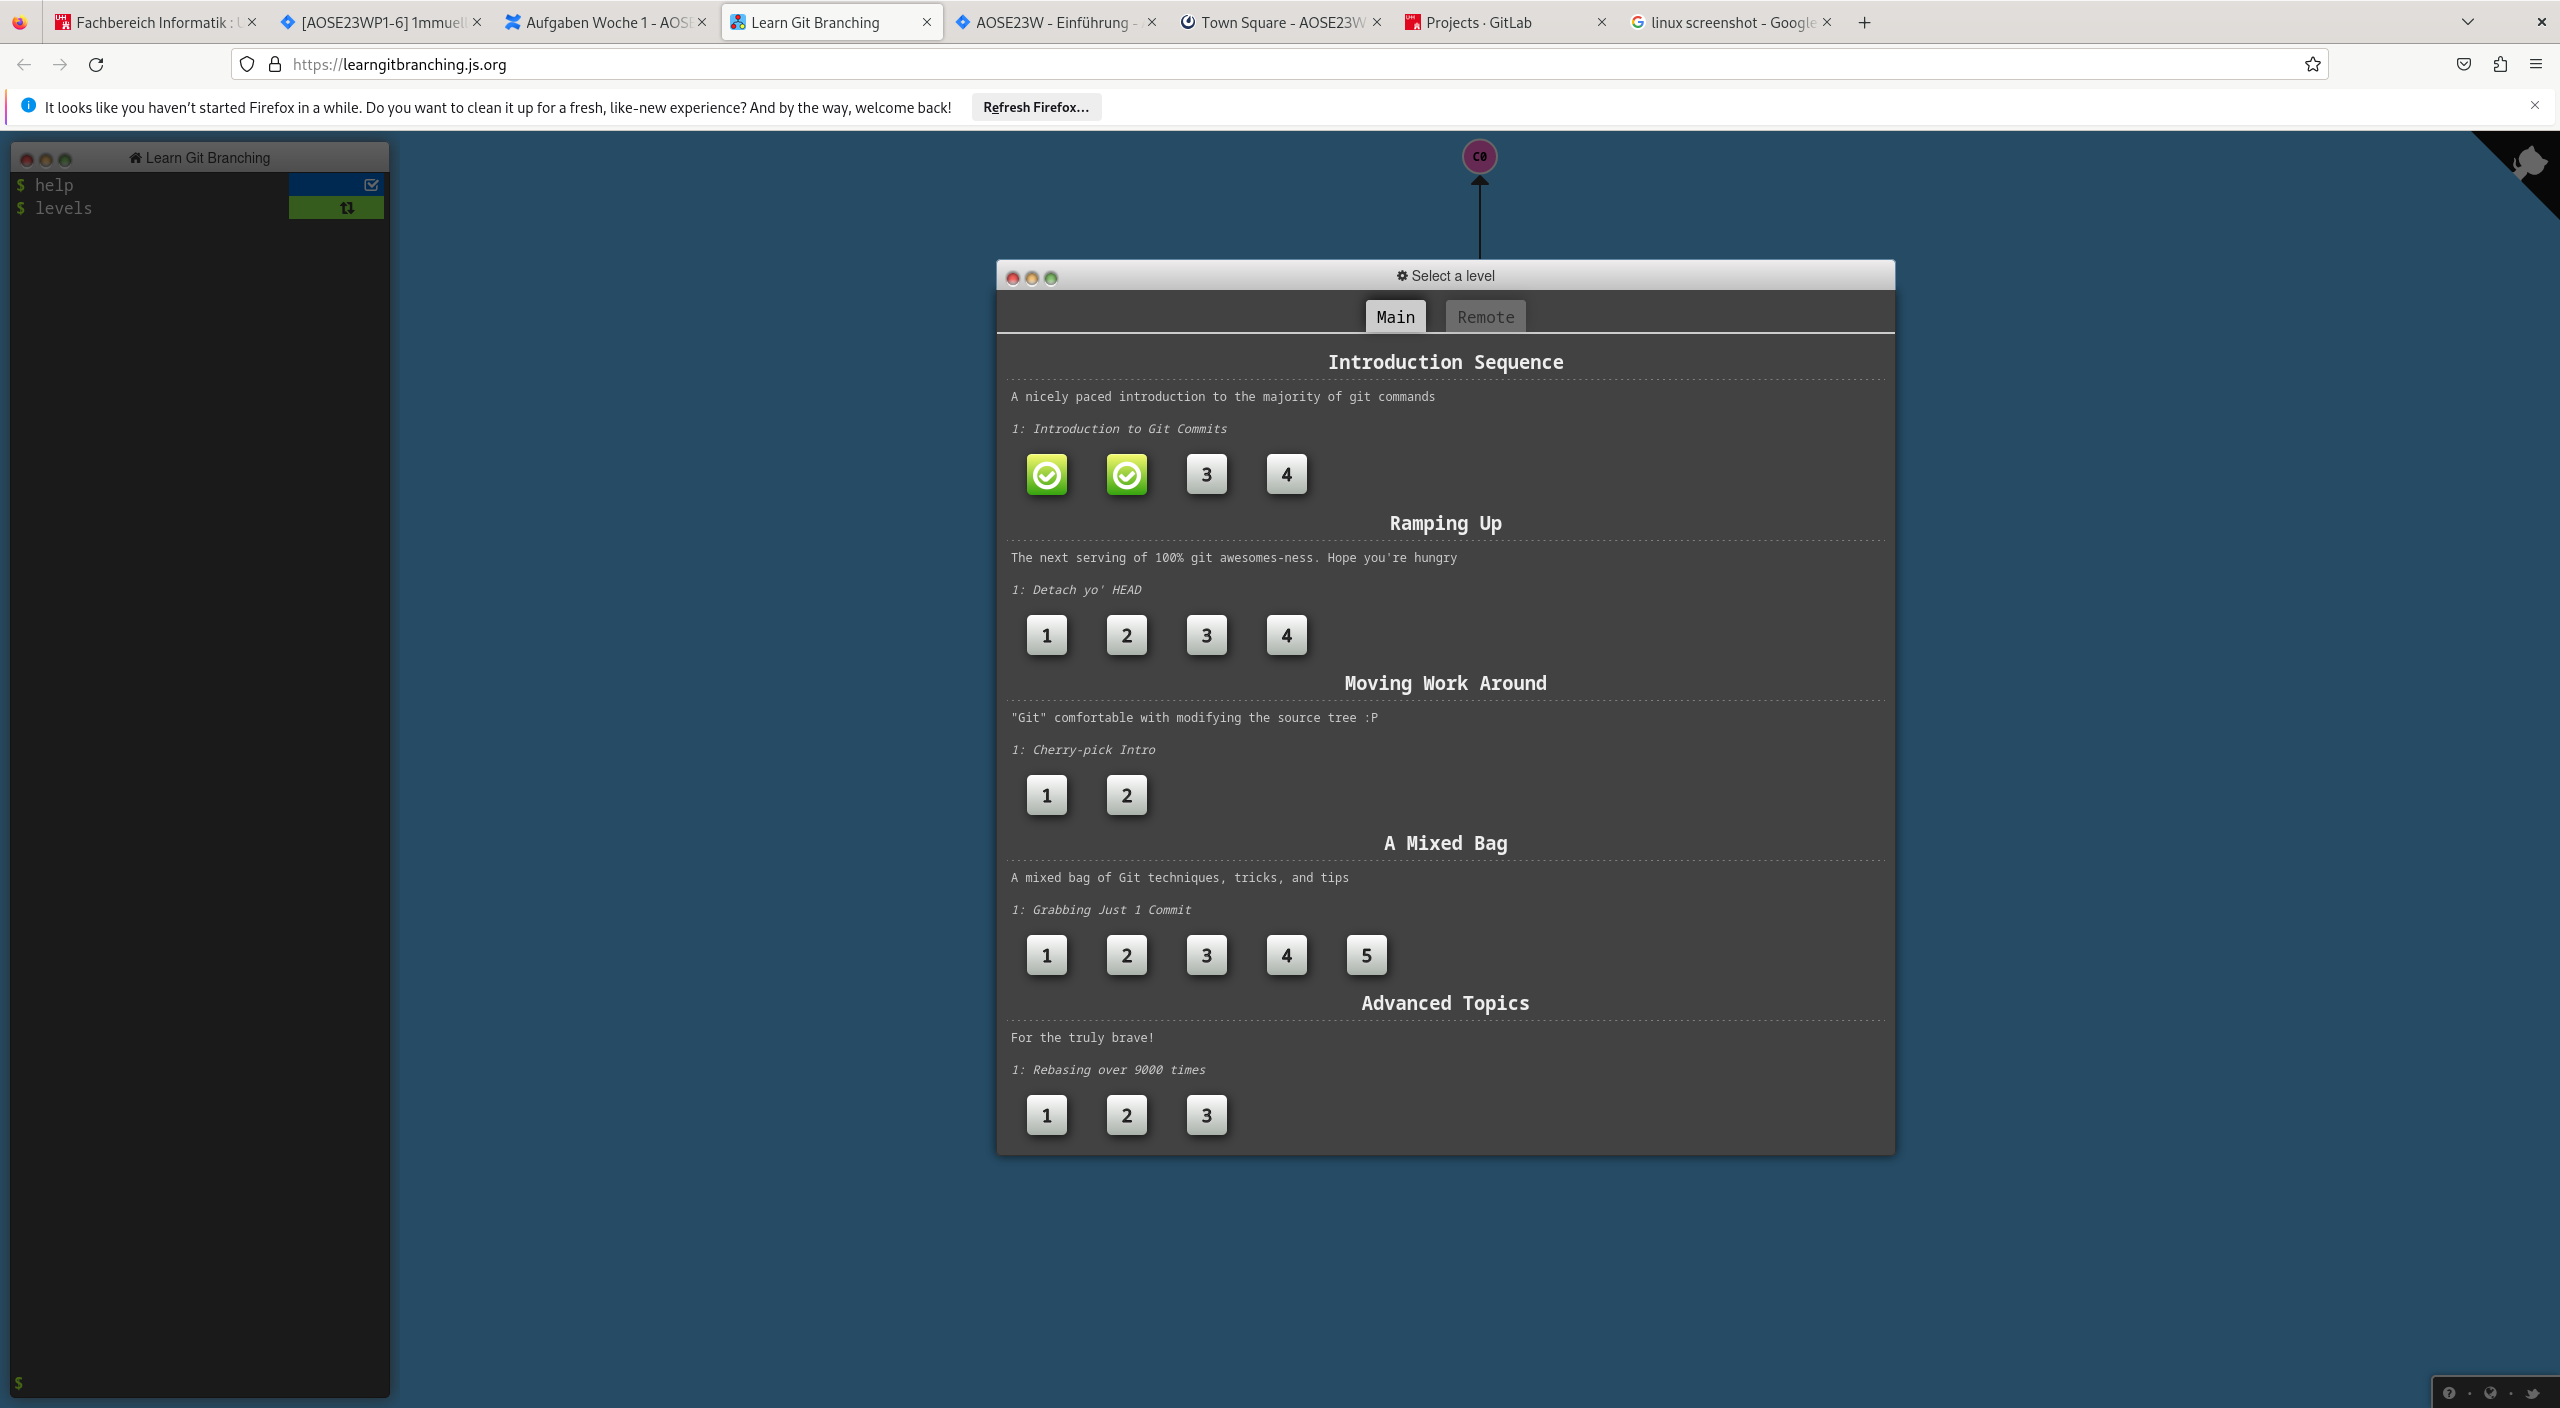 Fachbereich Informatik :
[AOSE23WP1-6] 1mmuel
Aufgaben Woche 1 - AOSE
Learn Git Branching
AOSE23W - Einführung -
Town Square - AOSE23W
Projects · GitLab
linux screenshot - Google
https://learngitbranching.js.org
It looks like you haven't started Firefox in a while. Do you want to clean it up for a fresh, like-new experience? And by the way, welcome back!
Refresh Firefox…
Learn Git Branching
$ help
$ levels
$
C0
Select a level
Main
Remote
Introduction Sequence
A nicely paced introduction to the majority of git commands
1: Introduction to Git Commits
3 4
Ramping Up
The next serving of 100% git awesomes-ness. Hope you're hungry
1: Detach yo' HEAD
1 2 3 4
Moving Work Around
"Git" comfortable with modifying the source tree :P
1: Cherry-pick Intro
1 2
A Mixed Bag
A mixed bag of Git techniques, tricks, and tips
1: Grabbing Just 1 Commit
1 2 3 4 5
Advanced Topics
For the truly brave!
1: Rebasing over 9000 times
1 2 3